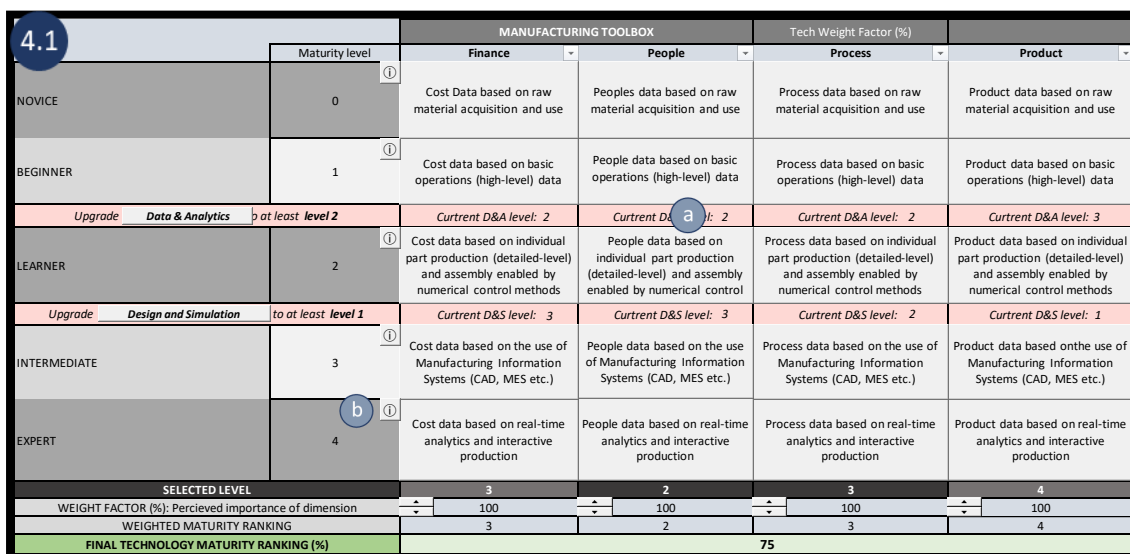 4.1
MANUFACTURING TOOLBOX Tech Weight Factor (%)
Maturity level Finance People Process Product
NOVICE 0
Cost Data based on raw
material acquisition and use
Peoples data based on raw
material acquisition and use
Process data based on raw
material acquisition and use
Product data based on raw
material acquisition and use
BEGINNER 1
Cost data based on basic
operations (high-level) data
People data based on basic
operations (high-level) data
Process data based on basic
operations (high-level) data
Product data based on basic
operations (high-level) data
Upgrade Data & Analytics o at least level 2 Curtrent D&A level: 2 Curtrent D& a l: 2 Curtrent D&A level: 2 Curtrent D&A level: 3
LEARNER 2
Cost data based on individual
part production (detailed-level)
and assembly enabled by
numerical control methods
People data based on
individual part production
(detailed-level) and assembly
enabled by numerical control
Process data based on individual
part production (detailed-level)
and assembly enabled by
numerical control methods
Product data based on individual
part production (detailed-level)
and assembly enabled by
numerical control methods
Upgrade Design and Simulation to at least level 1 Curtrent D&S level: 3 Curtrent D&S level: 3 Curtrent D&S level: 2 Curtrent D&S level: 1
INTERMEDIATE 3
Cost data based on the use of
Manufacturing Information
Systems (CAD, MES etc.)
People data based on the use
of Manufacturing Information
Systems (CAD, MES etc.)
Process data based on the use of
Manufacturing Information
Systems (CAD, MES etc.)
Product data based onthe use of
Manufacturing Information
Systems (CAD, MES etc.)
b
EXPERT 4
Cost data based on real-time
analytics and interactive
production
People data based on real-time
analytics and interactive
production
Process data based on real-time
analytics and interactive
production
Product data based on real-time
analytics and interactive
production
SELECTED LEVEL 3 2 3 4
WEIGHT FACTOR (%): Percieved importance of dimension 100 100 100 100
WEIGHTED MATURITY RANKING 3 2 3 4
FINAL TECHNOLOGY MATURITY RANKING (%) 75